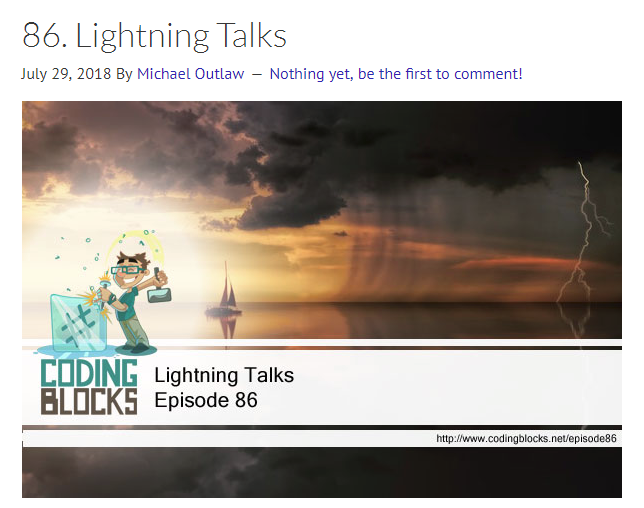 86. Lightning Talks
July 29, 2018 By Michael Outlaw — Nothing yet, be the first to comment!
#
CODING
BLOCKS
Lightning Talks
Episode 86
http://www.codingblocks.net/episode86